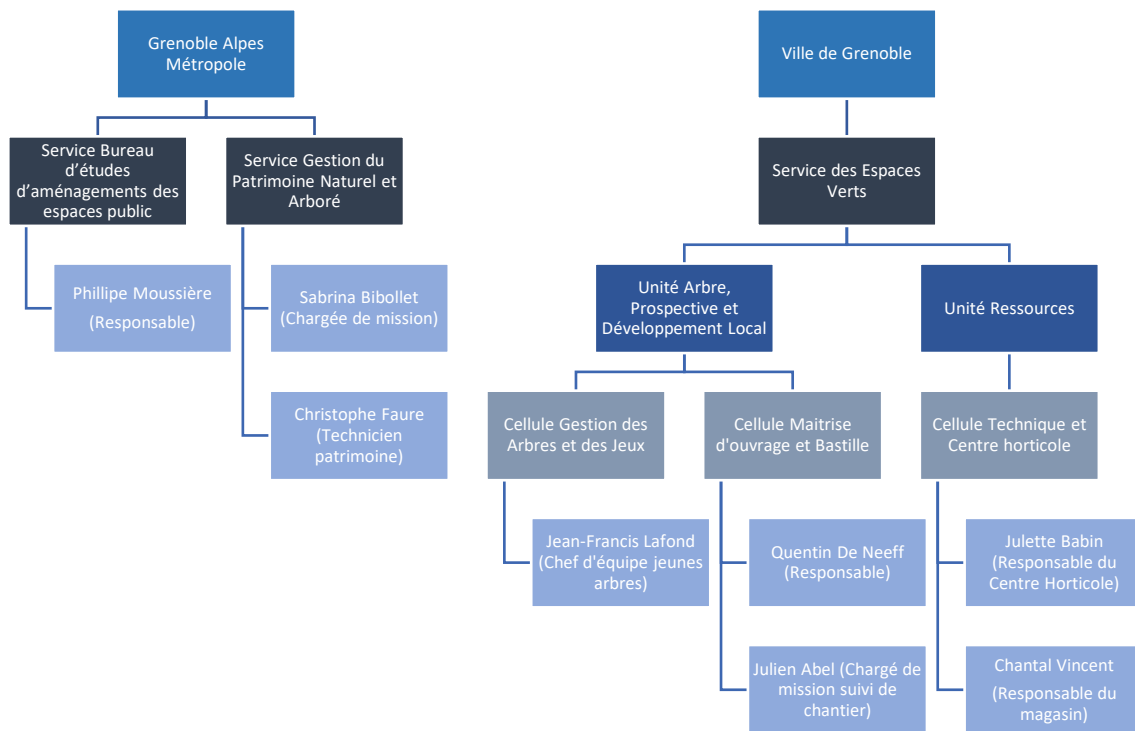 Grenoble Alpes
Métropole
Ville de Grenoble
Service Bureau
d'études
d'aménagements des
espaces public
Service Gestion du
Patrimoine Naturel et
Arboré
Service des Espaces
Verts
Phillipe Moussière
(Responsable)
Sabrina Bibollet
(Chargée de mission)
Unité Arbre,
Prospective et
Développement Local
Unité Ressources
Christophe Faure
(Technicien
patrimoine)
Cellule Gestion des
Arbres et des Jeux
Cellule Maitrise
d'ouvrage et Bastille
Cellule Technique et
Centre horticole
Jean-Francis Lafond
(Chef d'équipe jeunes
arbres)
Quentin De Neeff
(Responsable)
Julette Babin
(Responsable du
Centre Horticole)
Julien Abel (Chargé de
mission suivi de
chantier)
Chantal Vincent
(Responsable du
magasin)